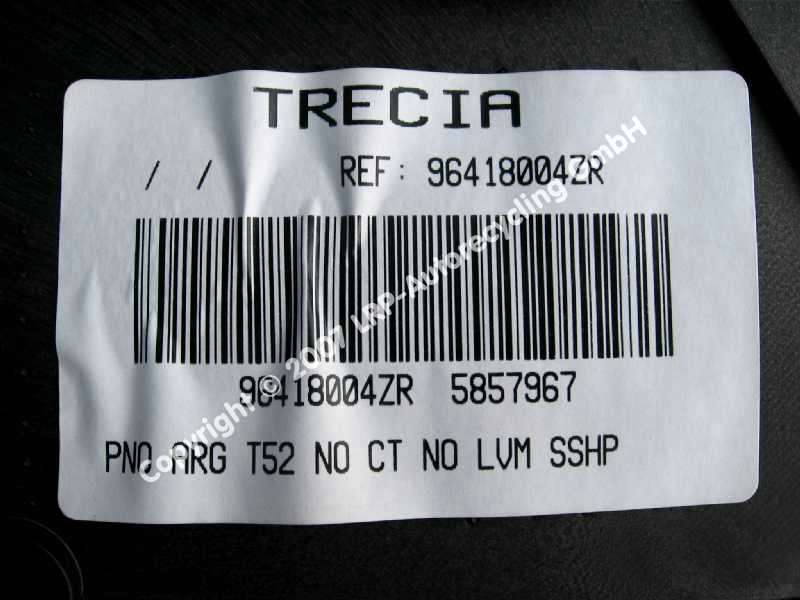 TRECIA
/ / REF: 96418004ZR
96418004ZR 5857967
PNO ARG T52 NO CT NO LVM SSHP
Copyright © 2007 LRP-Autorecycling GmbH